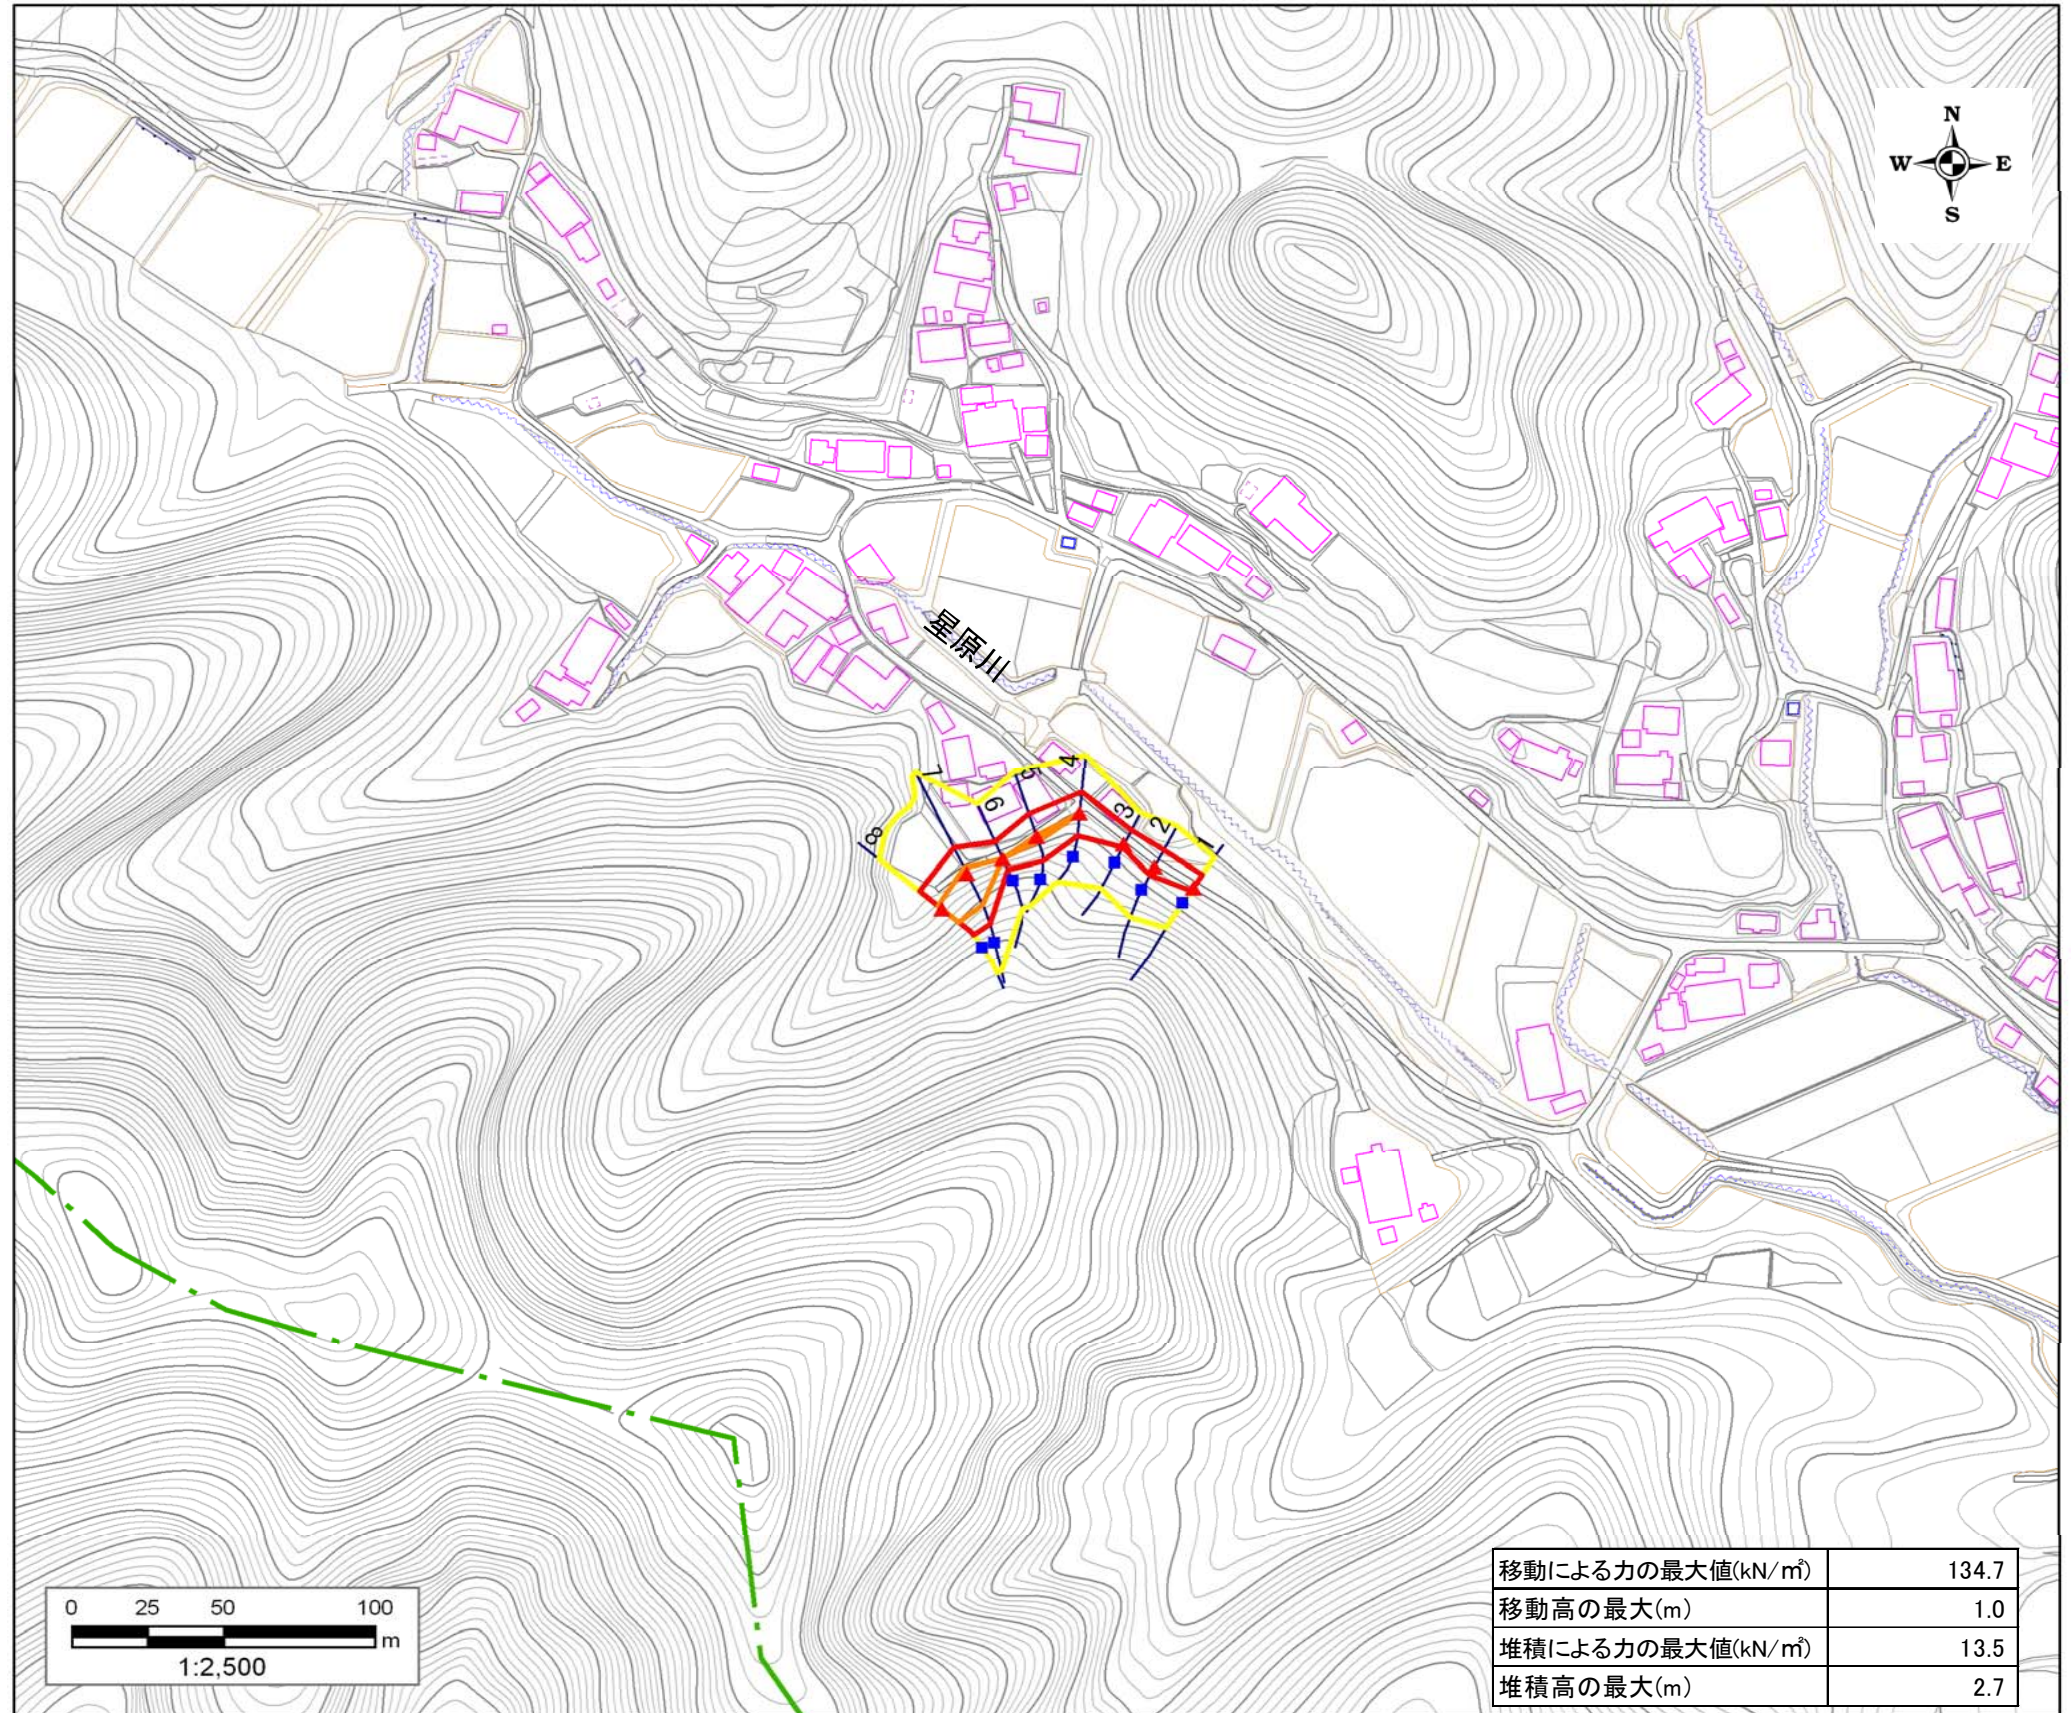 N
W E
S
星原川
7
5
4
6
3
2
1
8
0 25 50 100
m
1:2,500
移動による力の最大値(kN/㎡) 134.7
移動高の最大(m) 1.0
堆積による力の最大値(kN/㎡) 13.5
堆積高の最大(m) 2.7